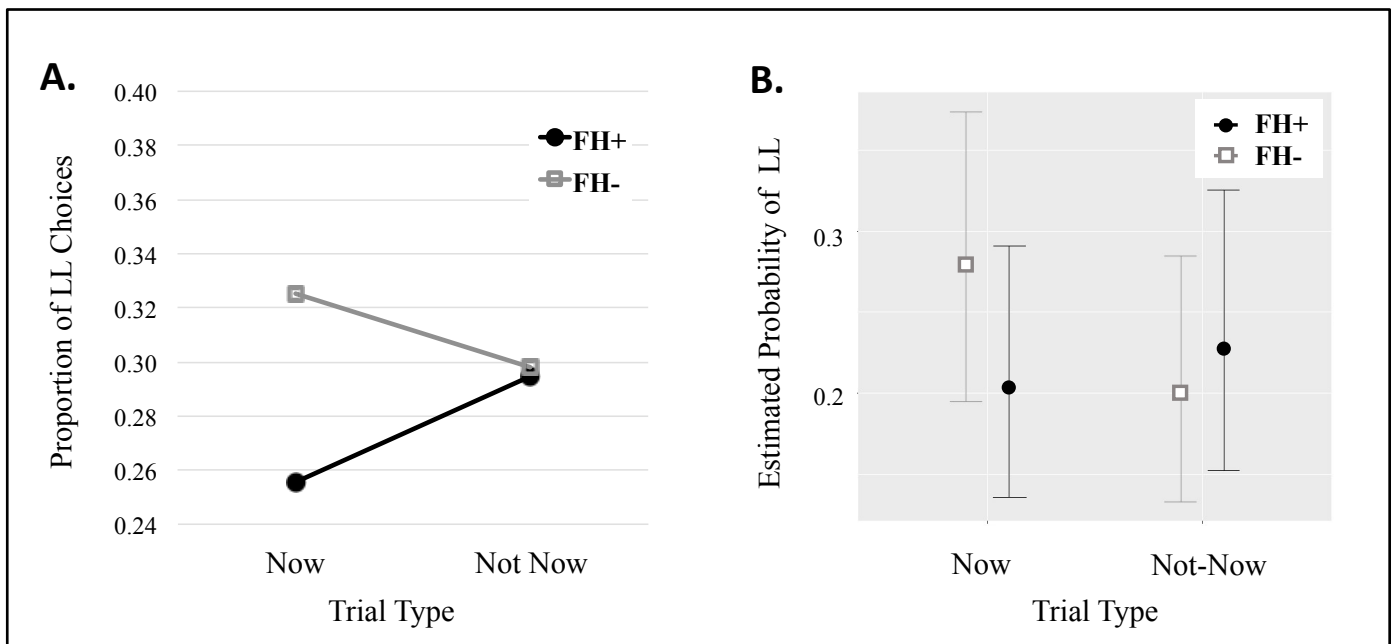 A.
Proportion of LL Choices
0.40
0.38
0.36
0.34
0.32
0.30
0.28
0.26
0.24
FH+
FH-
Now
Not Now
Trial Type
B.
Estimated Probability of LL
0.3
0.2
FH+
FH-
Now
Not-Now
Trial Type